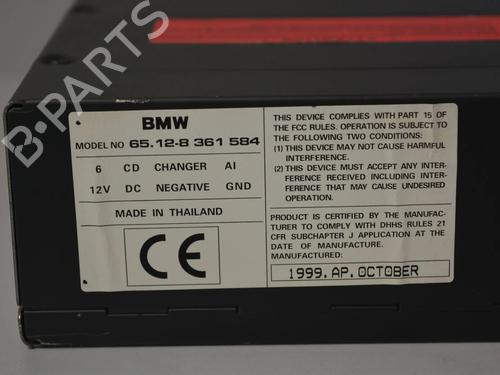 B-PARTS
BMW
MODEL NO 65.12-8 361 584
6 CD CHANGER AI
12V DC NEGATIVE GND
MADE IN THAILAND
CE
THIS DEVICE COMPLIES WITH PART 15 OF
THE FCC RULES. OPERATION IS SUBJECT TO
THE FOLLOWING TWO CONDITIONS:
(1) THIS DEVICE MAY NOT CAUSE HARMFUL
INTERFERENCE.
(2) THIS DEVICE MUST ACCEPT ANY INTER-
FERENCE RECEIVED INCLUDING INTER-
FERENCE THAT MAY CAUSE UNDESIRED
OPERATION.
PRODUCT IS CERTIFIED BY THE MANUFAC-
TURER TO COMPLY WITH DHHS RULES 21
CFR SUBCHAPTER J APPLICATION AT THE
DATE OF MANUFACTURE.
MANUFACTURED:
1999.AP.OCTOBER